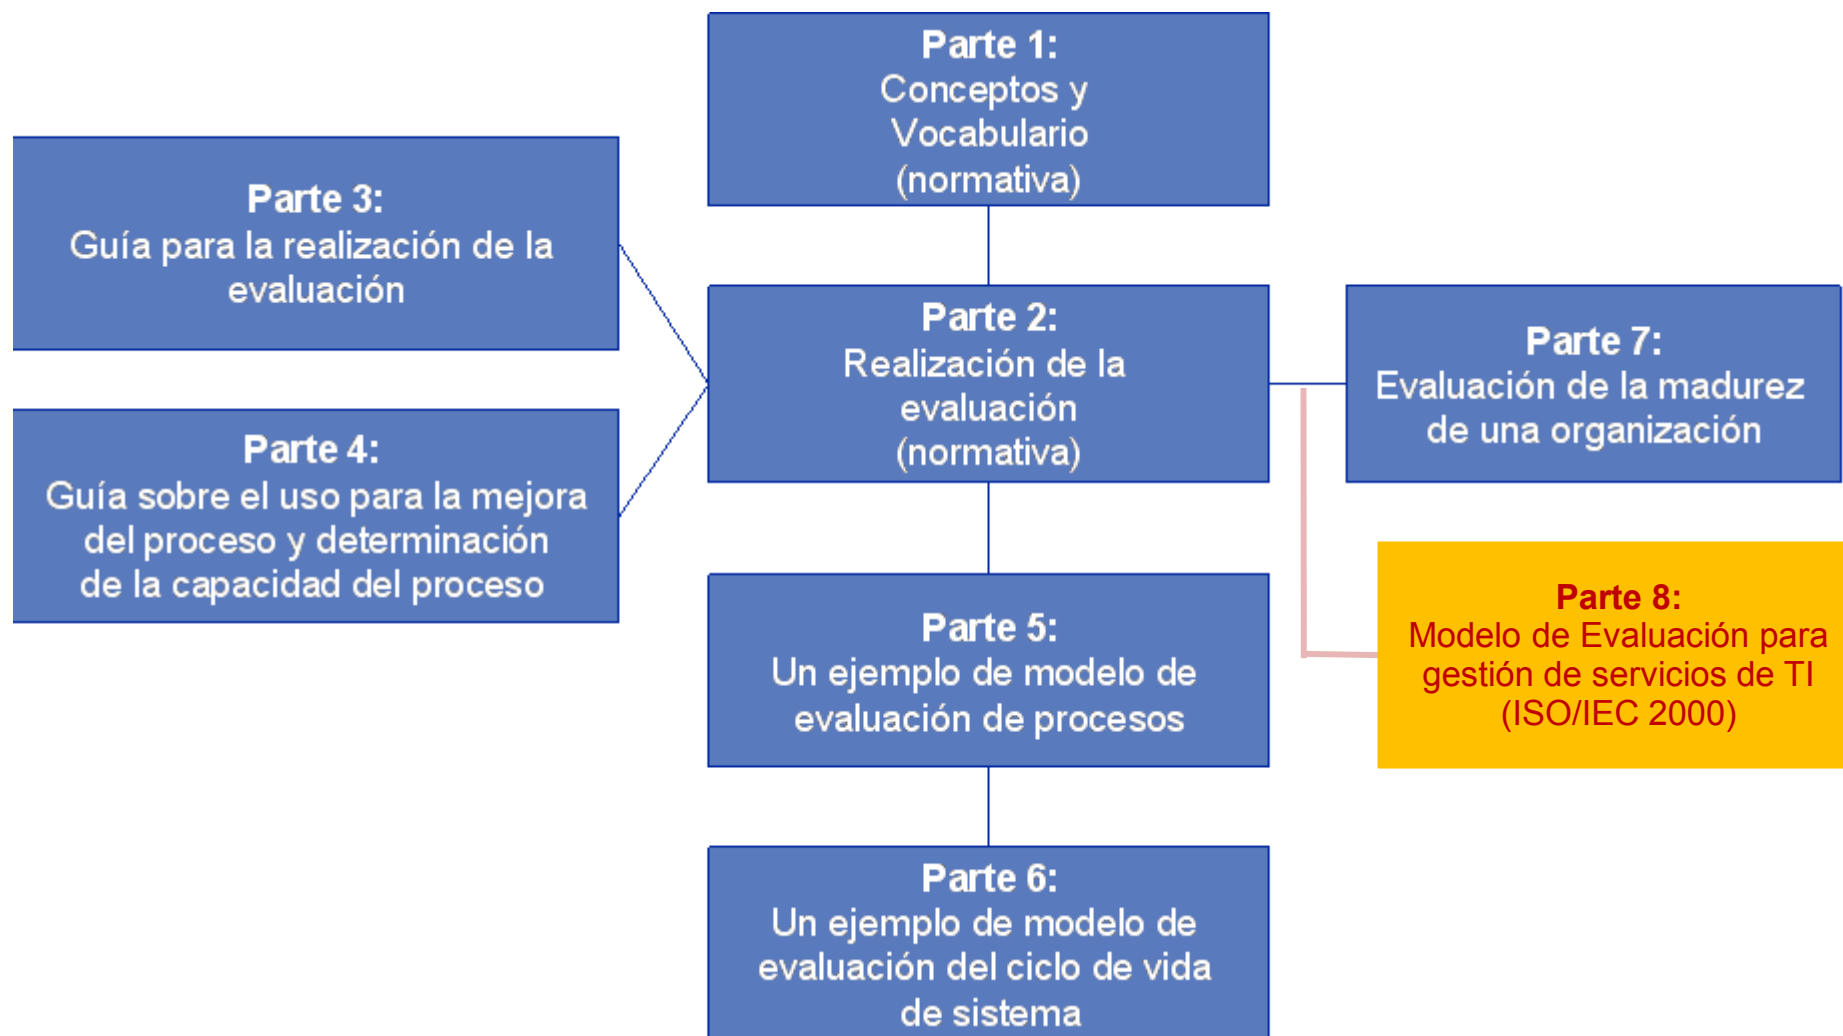 Parte 1:
Conceptos y
Vocabulario
(normativa)
Parte 3:
Guía para la realización de la
evaluación
Parte 2:
Realización de la
evaluación
(normativa)
Parte 7:
Evaluación de la madurez
de una organización
Parte 4:
Guía sobre el uso para la mejora
del proceso y determinación
de la capacidad del proceso
Parte 5:
Un ejemplo de modelo de
evaluación de procesos
Parte 8:
Modelo de Evaluación para
gestión de servicios de TI
(ISO/IEC 2000)
Parte 6:
Un ejemplo de modelo de
evaluación del ciclo de vida
de sistema